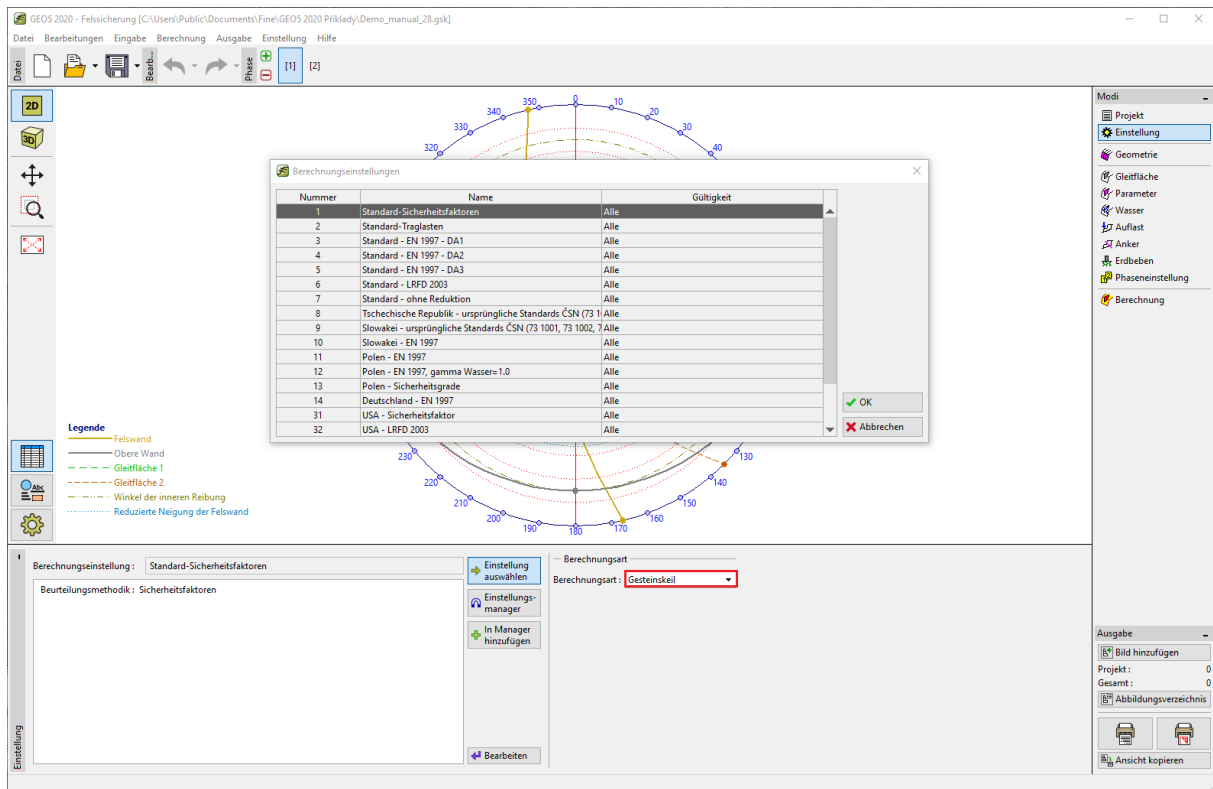 GEO5 2020 - Felssicherung [C:\Users\Public\Documents\Fine\GEO5 2020 Příklady\Demo_manual_28.gsk]
Datei Bearbeitungen Eingabe Berechnung Ausgabe Einstellung Hilfe
Datei
Bearb...
Phase
[1] [2]
2D
3D
Abc
350 0 10
340 20
330 30
320 40
Berechnungseinstellungen
Nummer Name Gültigkeit
1 Standard-Sicherheitsfaktoren Alle
2 Standard-Traglasten Alle
3 Standard - EN 1997 - DA1 Alle
4 Standard - EN 1997 - DA2 Alle
5 Standard - EN 1997 - DA3 Alle
6 Standard - LRFD 2003 Alle
7 Standard - ohne Reduktion Alle
8 Tschechische Republik - ursprüngliche Standards ČSN (73 1 Alle
9 Slowakei - ursprüngliche Standards ČSN (73 1001, 73 1002, 7 Alle
10 Slowakei - EN 1997 Alle
11 Polen - EN 1997 Alle
12 Polen - EN 1997, gamma Wasser=1.0 Alle
13 Polen - Sicherheitsgrade Alle
14 Deutschland - EN 1997 Alle
31 USA - Sicherheitsfaktor Alle
32 USA - LRFD 2003 Alle
OK
Abbrechen
Legende
Felswand
Obere Wand
Gleitfläche 1
Gleitfläche 2
Winkel der inneren Reibung
Reduzierte Neigung der Felswand
230 130
220 140
210 150
200 160
190 180 170
Modi
Projekt
Einstellung
Geometrie
Gleitfläche
Parameter
Wasser
Auflast
Anker
Erdbeben
Phaseneinstellung
Berechnung
Einstellung
Berechnungseinstellung : Standard-Sicherheitsfaktoren
Beurteilungsmethodik : Sicherheitsfaktoren
Einstellung
auswählen
Einstellungs-
manager
In Manager
hinzufügen
Bearbeiten
Berechnungsart
Berechnungsart : Gesteinskeil
Ausgabe
Bild hinzufügen
Projekt : 0
Gesamt : 0
Abbildungsverzeichnis
Ansicht kopieren